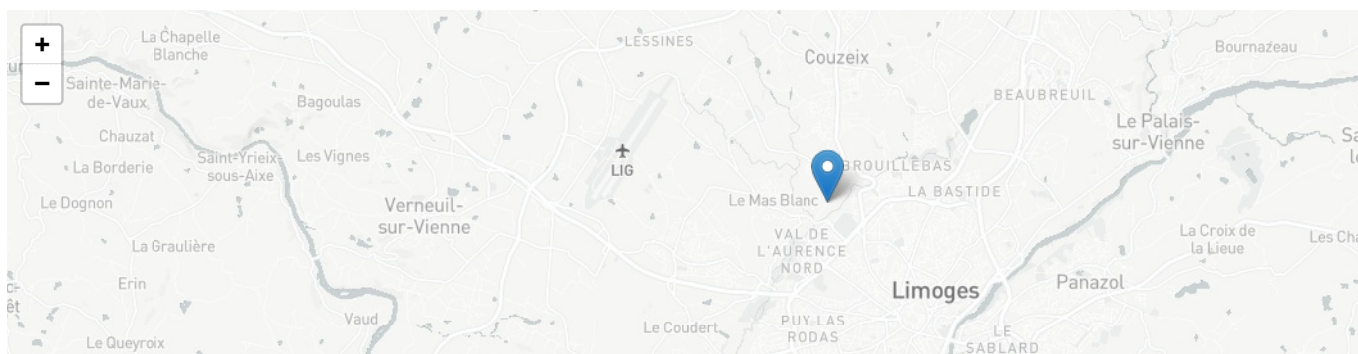 +
−
La Chapelle
Blanche
LESSINES
Couzeix
Bournazeau
Sainte-Marie-
de-Vaux
Bagoulas
BEAUBREUIL
Chauzat
Le Palais-
sur-Vienne
La Borderie
Saint-Yrieix-
sous-Aixe
Les Vignes
LIG
BROUILLEBAS
LA BASTIDE
Le Dognon
Verneuil-
sur-Vienne
Le Mas Blanc
La Graulière
VAL DE
L'AURENCE
NORD
La Croix de
la Lieue
Erin
Limoges
Panazol
Vaud
Le Coudert
PUY LAS
RODAS
LE
SABLARD
Le Queyroix